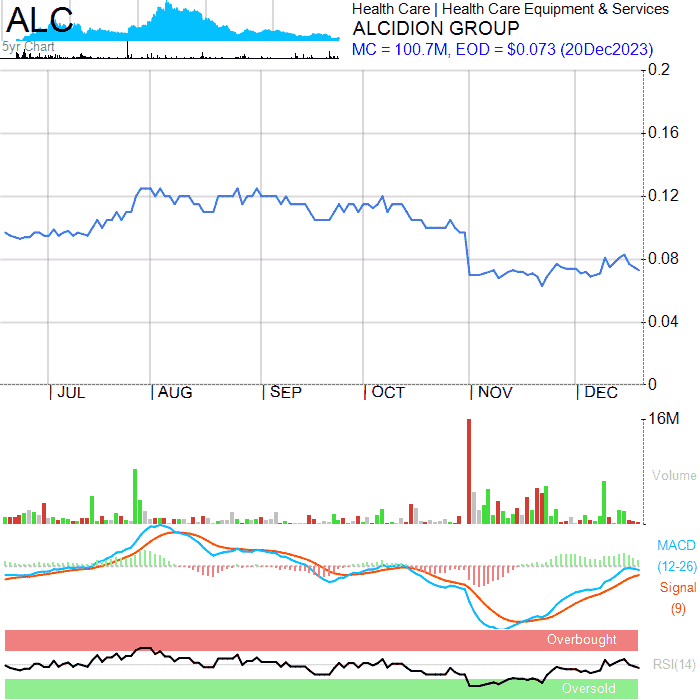 ALC
5yr Chart
Health Care | Health Care Equipment & Services
ALCIDION GROUP
MC = 100.7M, EOD = $0.073 (20Dec2023)
0.2
0.16
0.12
0.08
0.04
0
JUL AUG SEP OCT NOV DEC
16M
Volume
MACD
(12-26)
Signal
(9)
Overbought
RSI(14)
Oversold